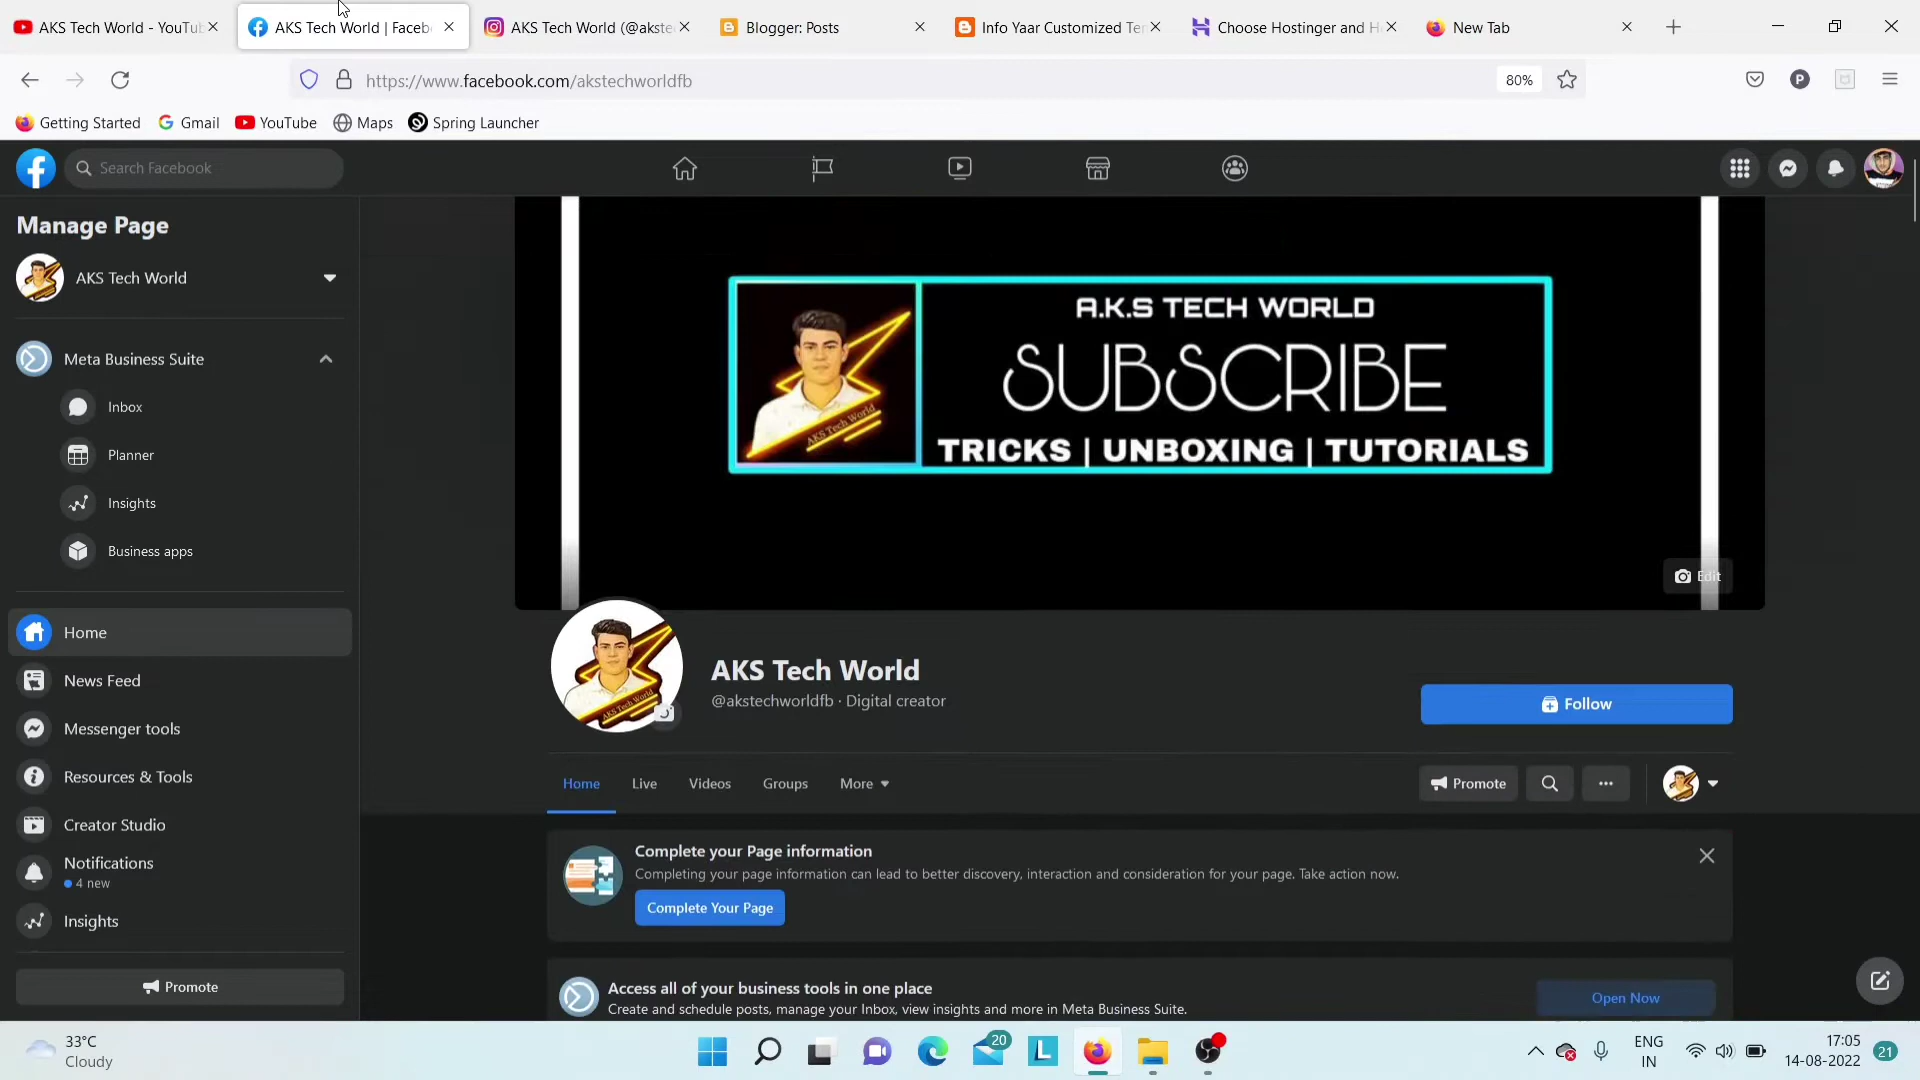 AKS Tech World - YouTub
AKS Tech World | Facebo
AKS Tech World (@akste
Blogger: Posts
Info Yaar Customized Te
Choose Hostinger and H
New Tab
https://www.facebook.com/akstechworldfb
80%
P
Getting Started
Gmail
YouTube
Maps
Spring Launcher
Search Facebook
Manage Page
AKS Tech World
Meta Business Suite
Inbox
Planner
Insights
Business apps
Home
News Feed
Messenger tools
Resources & Tools
Creator Studio
Notifications
4 new
Insights
Promote
A.K.S TECH WORLD
SUBSCRIBE
TRICKS | UNBOXING | TUTORIALS
AKS Tech World
Edit
AKS Tech World
AKS Tech World
@akstechworldfb · Digital creator
Follow
Home
Live
Videos
Groups
More
Promote
Complete your Page information
Completing your page information can lead to better discovery, interaction and consideration for your page. Take action now.
Complete Your Page
Access all of your business tools in one place
Create and schedule posts, manage your Inbox, view insights and more in Meta Business Suite.
Open Now
33°C
Cloudy
20
L
ENG
IN
17:05
14-08-2022
21